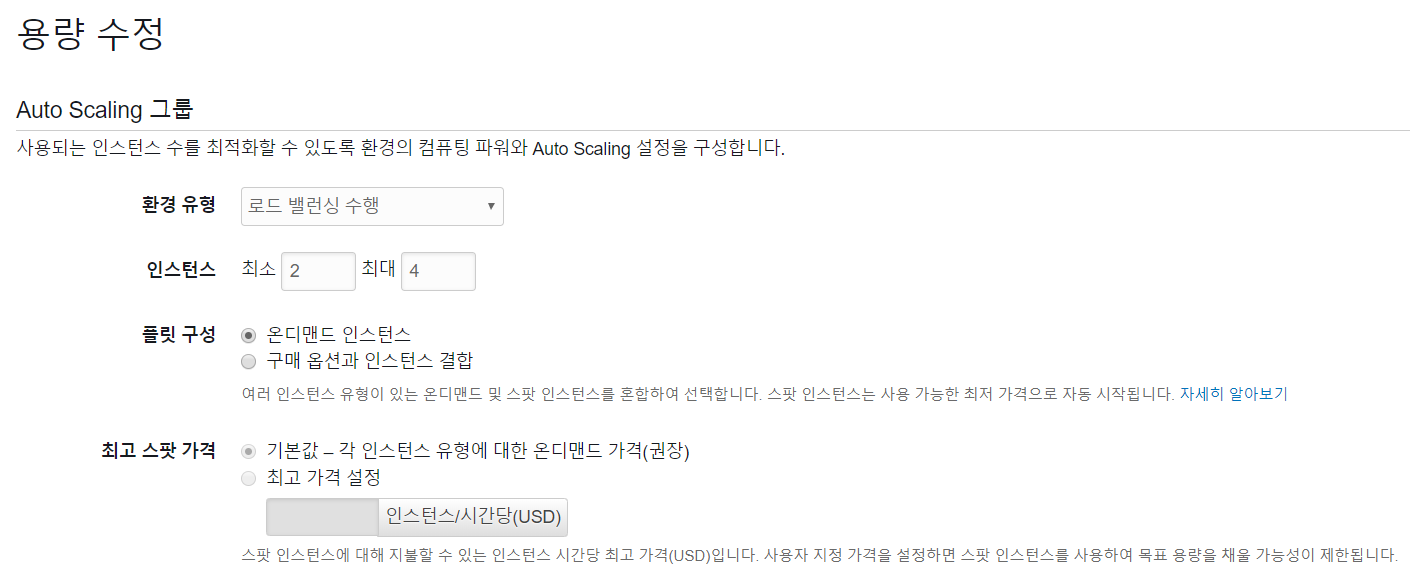 용량 수정
Auto Scaling 그룹
사용되는 인스턴스 수를 최적화할 수 있도록 환경의 컴퓨팅 파워와 Auto Scaling 설정을 구성합니다.
환경 유형 로드 밸런싱 수행
인스턴스 최소 2 최대 4
플릿 구성 온디맨드 인스턴스
구매 옵션과 인스턴스 결합
여러 인스턴스 유형이 있는 온디맨드 및 스팟 인스턴스를 혼합하여 선택합니다. 스팟 인스턴스는 사용 가능한 최저 가격으로 자동 시작됩니다. 자세히 알아보기
최고 스팟 가격 기본값 – 각 인스턴스 유형에 대한 온디맨드 가격(권장)
최고 가격 설정
인스턴스/시간당(USD)
스팟 인스턴스에 대해 지불할 수 있는 인스턴스 시간당 최고 가격(USD)입니다. 사용자 지정 가격을 설정하면 스팟 인스턴스를 사용하여 목표 용량을 채울 가능성이 제한됩니다.